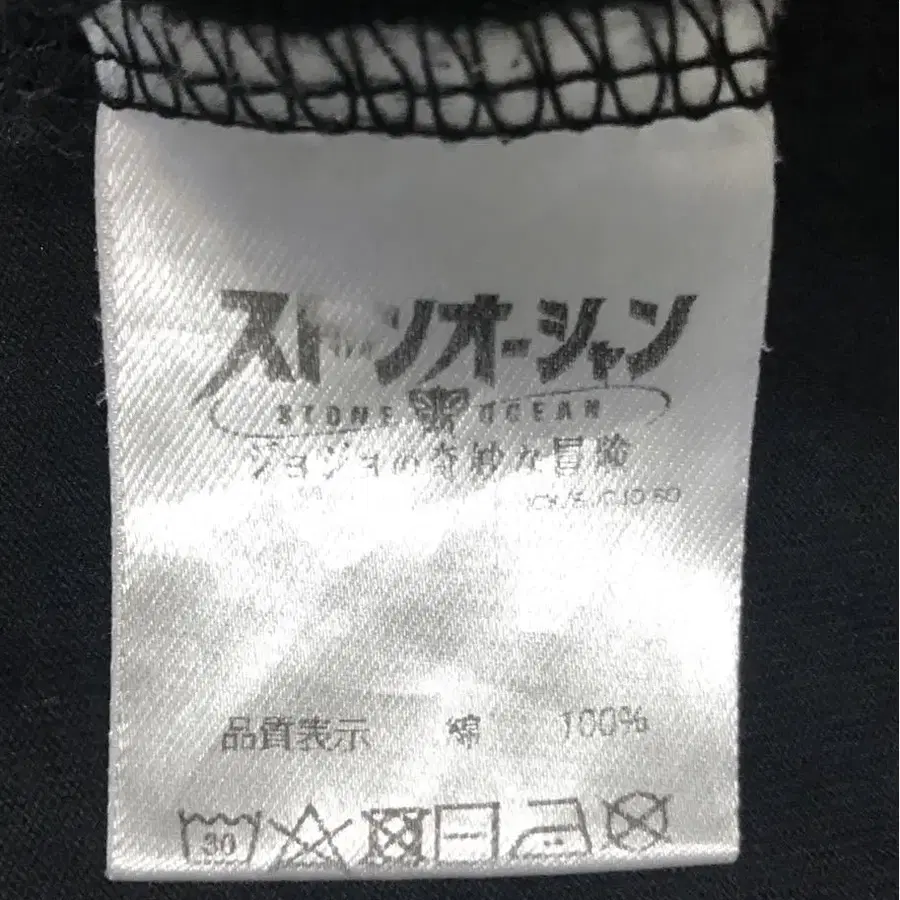 ストーンオーシャン
STONE OCEAN
ジョジョの奇妙な冒険
品質表示 綿 100%
30